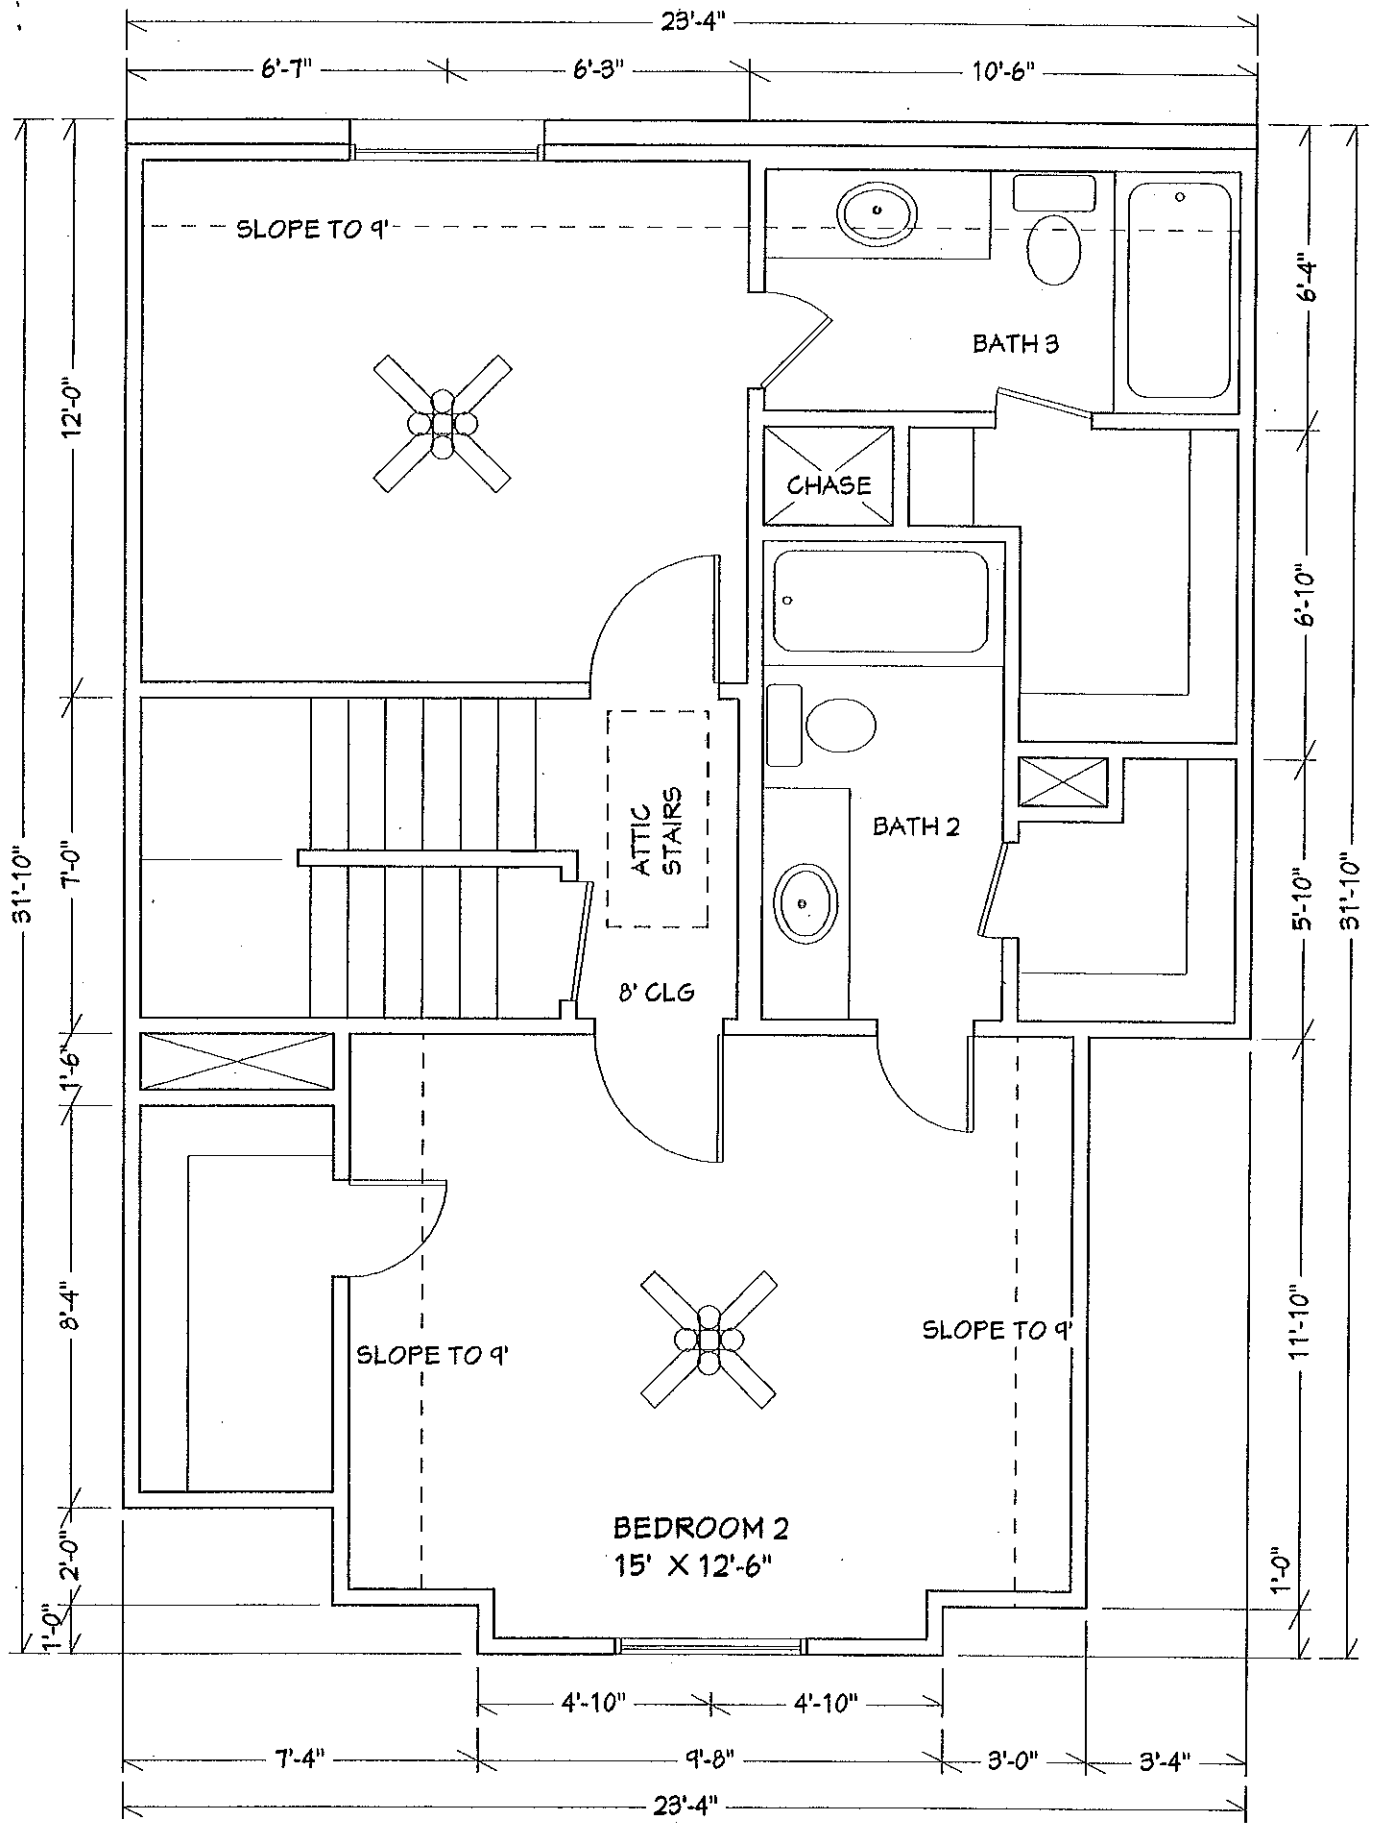 23'-4"
6'-7" 6'-3" 10'-6"
SLOPE TO 9'
6'-4"
BATH 3
12'-0"
CHASE
6'-10"
ATTIC
STAIRS
BATH 2
7'-0"
31'-10"
5'-10"
31'-10"
8' CLG
1'-6"
8'-4"
SLOPE TO 9'
SLOPE TO 9'
11'-10"
BEDROOM 2
15' X 12'-6"
2'-0"
1'-0"
1'-0"
4'-10" 4'-10"
7'-4" 9'-8" 3'-0" 3'-4"
23'-4"